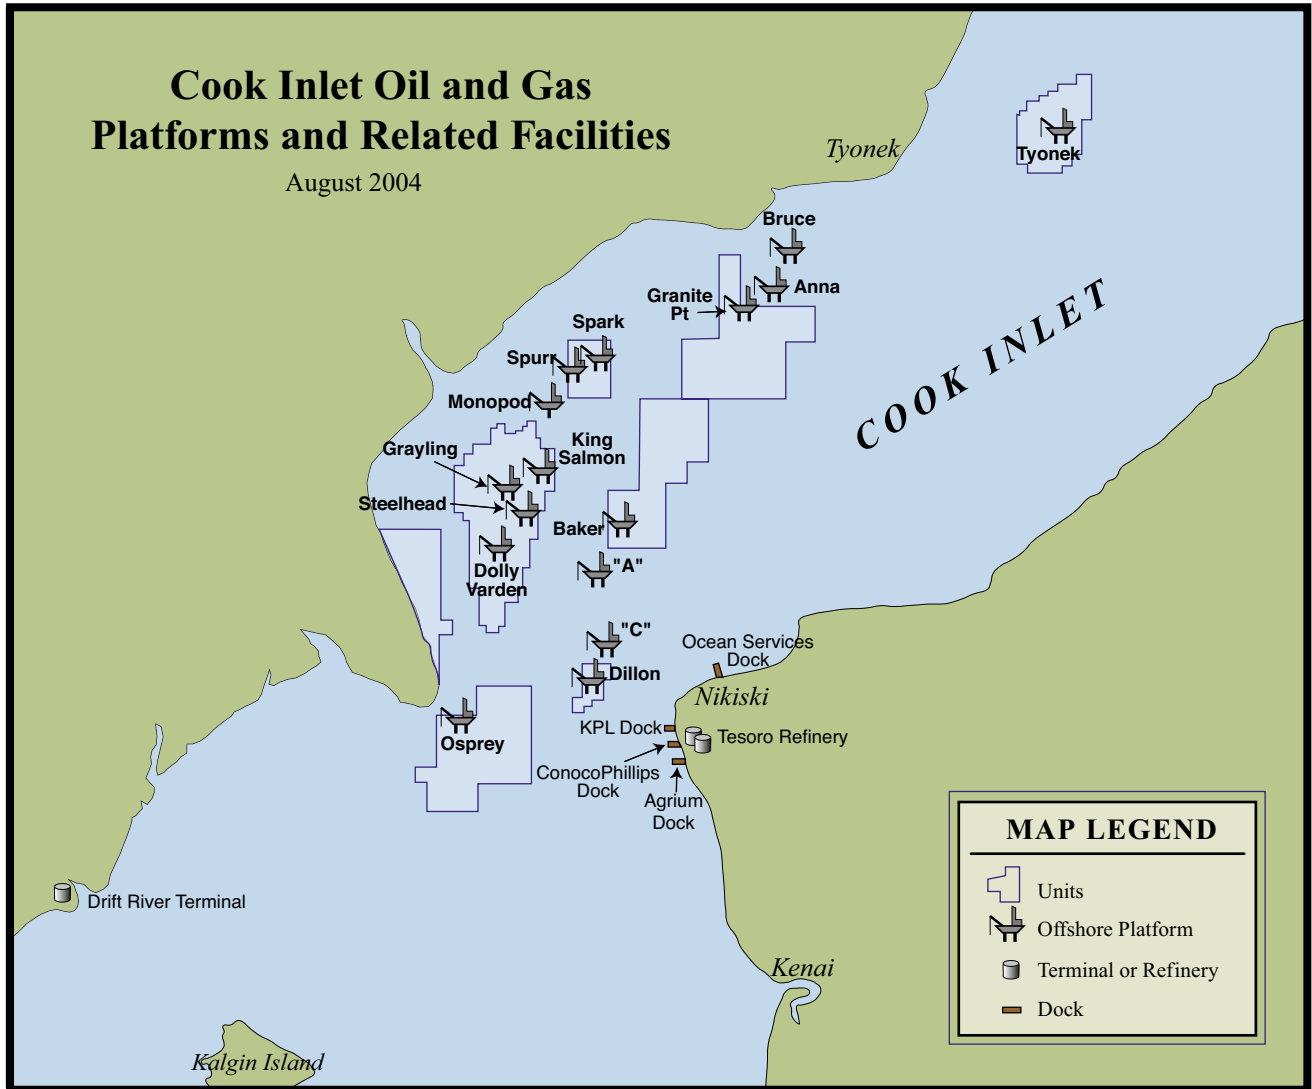 Cook Inlet Oil and Gas
Platforms and Related Facilities
August 2004
Tyonek
Tyonek
Bruce
Anna
Granite
Pt
COOK INLET
Spark
Spurr
Monopod
King
Salmon
Grayling
Steelhead
Baker
"A"
Dolly
Varden
"C"
Ocean Services
Dock
Dillon
Nikiski
KPL Dock
Tesoro Refinery
Osprey
ConocoPhillips
Dock
Agrium
Dock
Drift River Terminal
Kenai
Kalgin Island
MAP LEGEND
Units
Offshore Platform
Terminal or Refinery
Dock